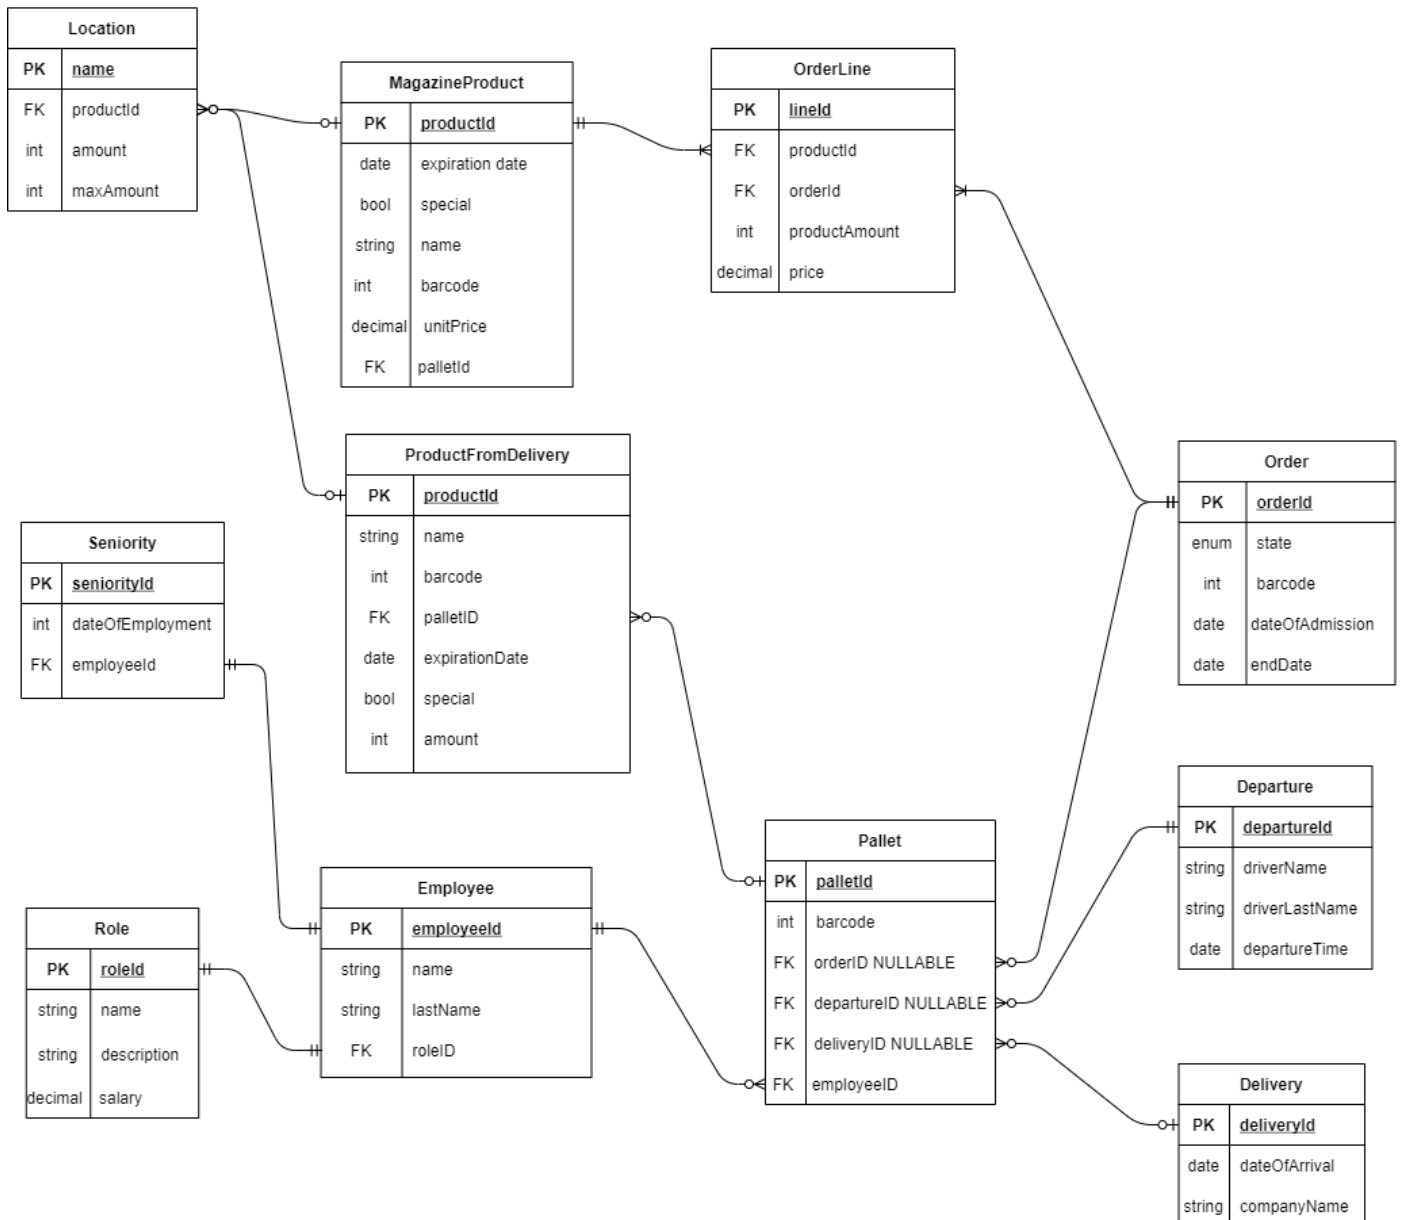 Location
PK name
FK productId
int amount
int maxAmount
MagazineProduct
PK productId
date expiration date
bool special
string name
int barcode
decimal unitPrice
FK palletId
OrderLine
PK lineId
FK productId
FK orderId
int productAmount
decimal price
ProductFromDelivery
PK productId
string name
int barcode
FK palletID
date expirationDate
bool special
int amount
Order
PK orderId
enum state
int barcode
date dateOfAdmission
date endDate
Seniority
PK seniorityId
int dateOfEmployment
FK employeeId
Departure
PK departureId
string driverName
string driverLastName
date departureTime
Pallet
PK palletId
int barcode
FK orderID NULLABLE
FK departureID NULLABLE
FK deliveryID NULLABLE
FK employeeID
Employee
PK employeeId
string name
string lastName
FK roleID
Role
PK roleId
string name
string description
decimal salary
Delivery
PK deliveryId
date dateOfArrival
string companyName